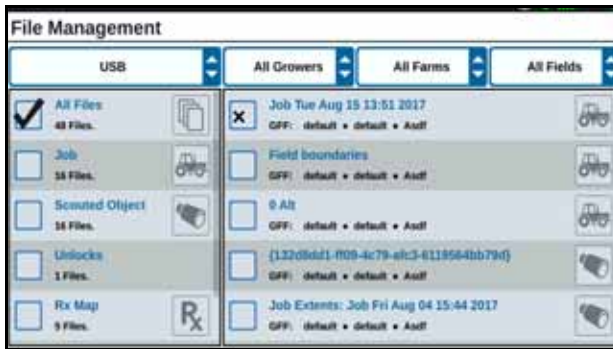 File Management
USB
All Growers
All Farms
All Fields
All Files
48 Files.
Job
16 Files.
Scouted Object
16 Files.
Unlocks
1 Files.
Rx Map
9 Files.
Rx
Job Tue Aug 15 13:51 2017
GFF: default • default • Asdf
Field boundaries
GFF: default • default • Asdf
0 Alt
GFF: default • default • Asdf
GFF: default • default • Asdf
Job Extents: Job Fri Aug 04 15:44 2017
GFF: default • default • Asdf